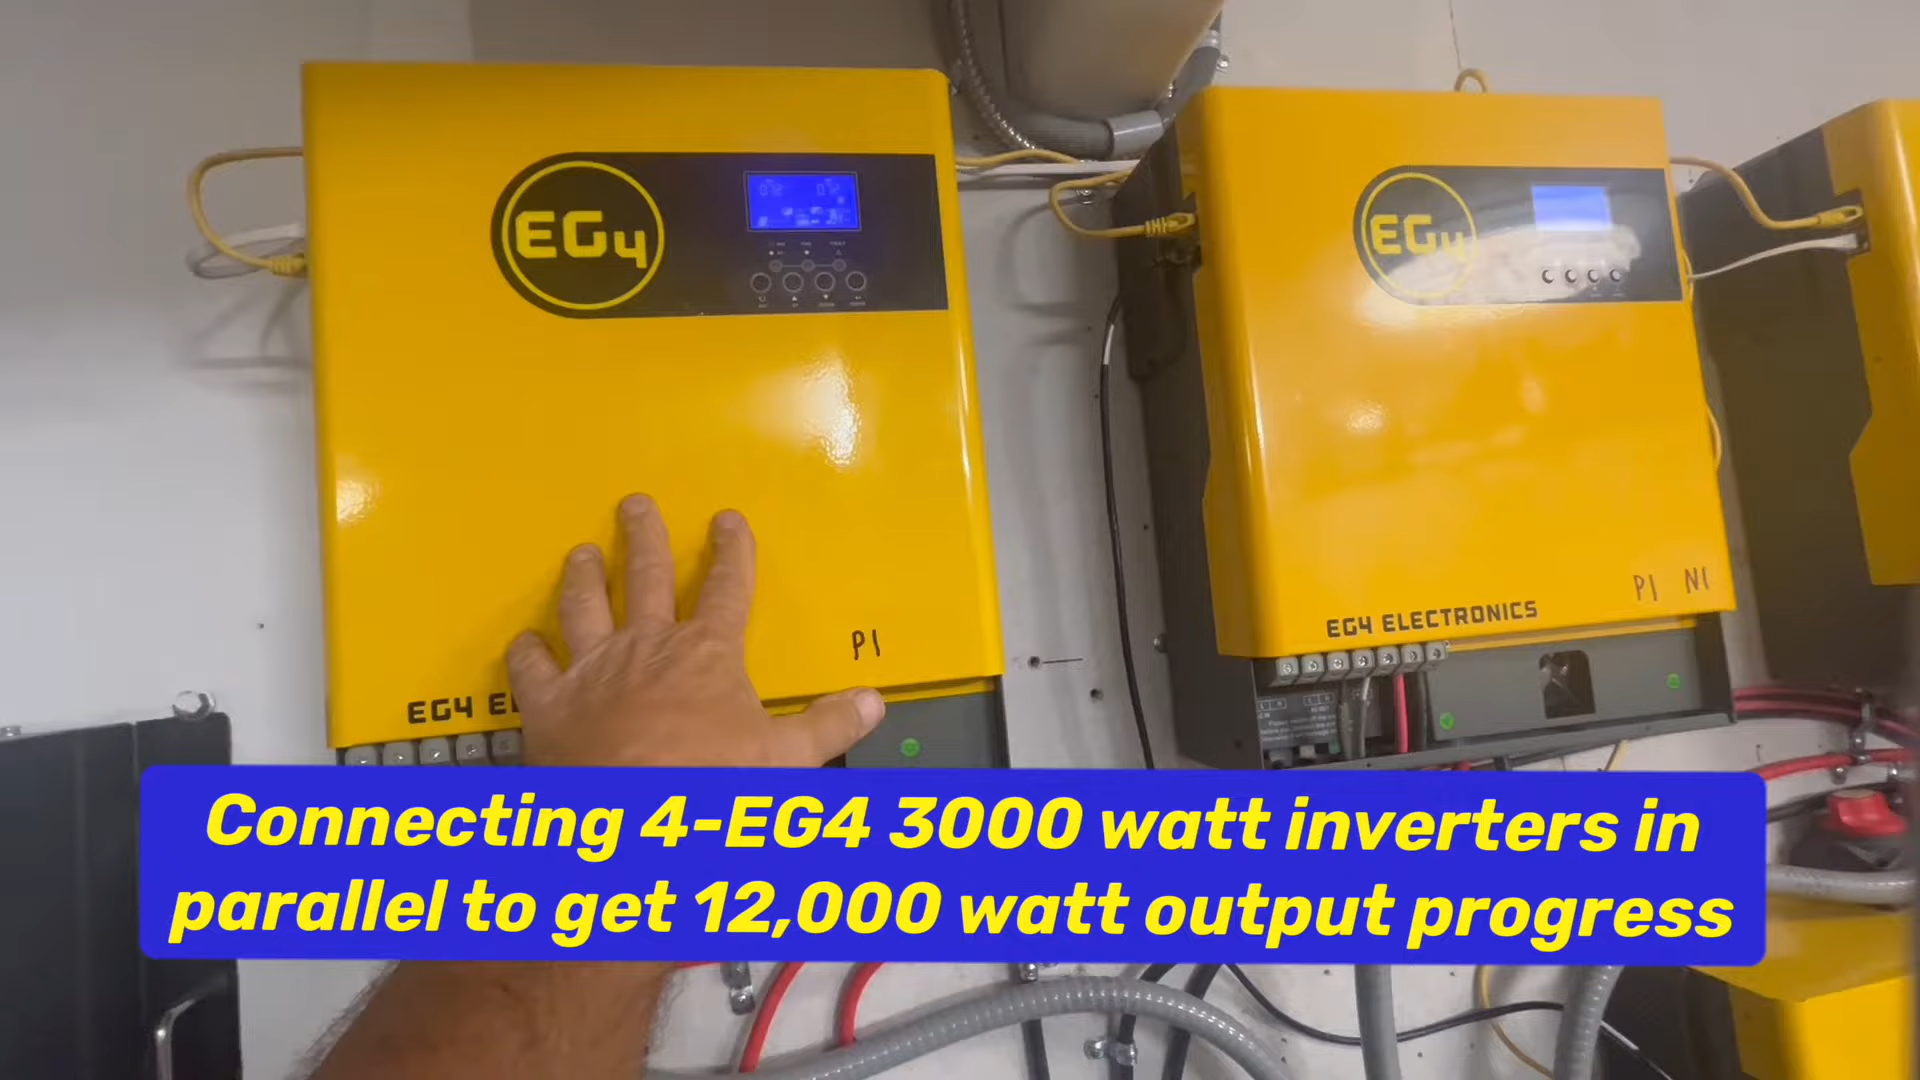 EG4
EG4
P1
P1 N1
EG4 ELECTRONICS
EG4
Connecting 4-EG4 3000 watt inverters in
parallel to get 12,000 watt output progress